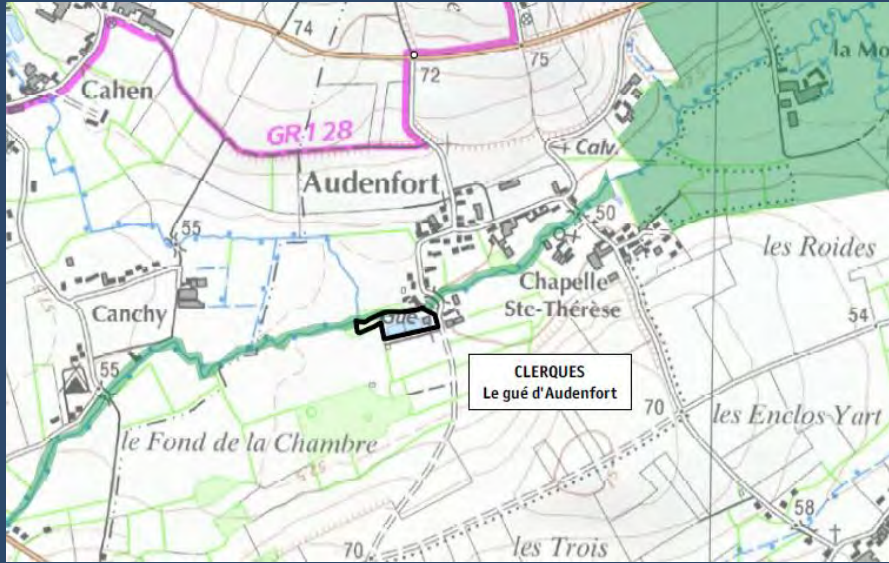 74
75
72
la Mo
Cahen
GR 128
Calv.
Audenfort
50
55
les Roides
Chapelle
Ste-Thérèse
Canchy
Gué
54
CLERQUES
Le gué d'Audenfort
55
70
les Enclos-Yart
le Fond de la Chambre
58
70
les Trois